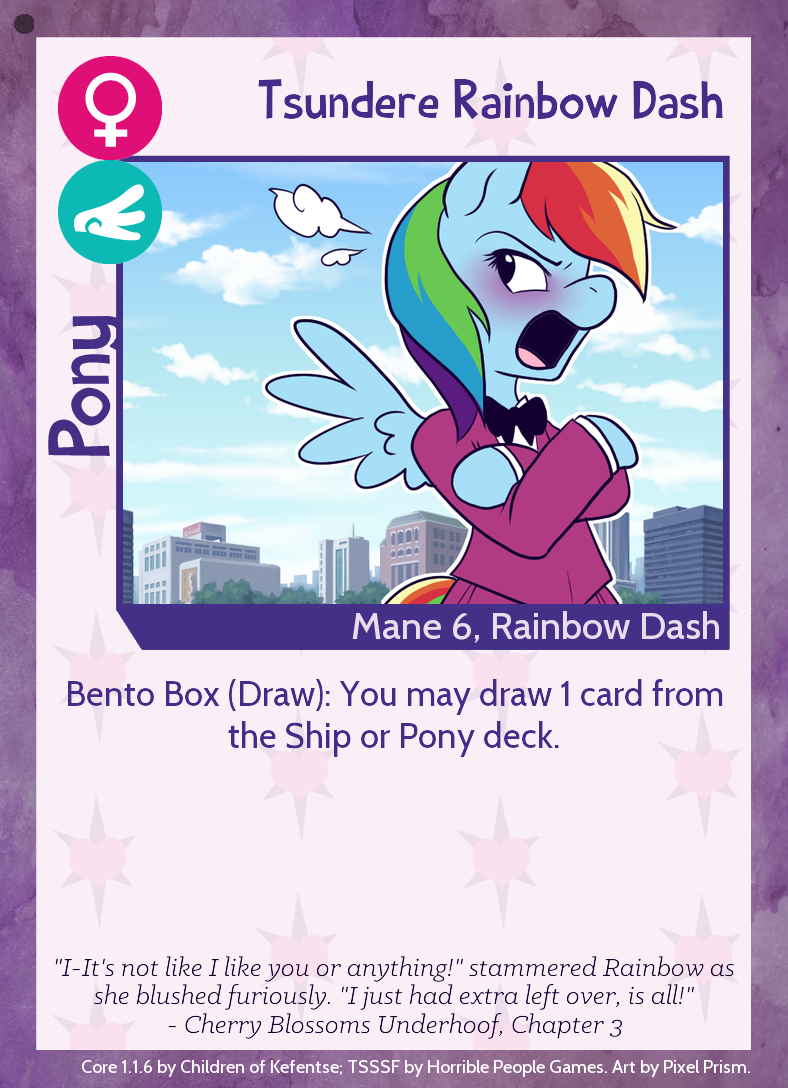 Tsundere Rainbow Dash
Pony
Mane 6, Rainbow Dash
Bento Box (Draw): You may draw 1 card from
the Ship or Pony deck.
"I-It's not like I like you or anything!" stammered Rainbow as
she blushed furiously. "I just had extra left over, is all!"
- Cherry Blossoms Underhoof, Chapter 3
Core 1.1.6 by Children of Kefentse; TSSSF by Horrible People Games. Art by Pixel Prism.